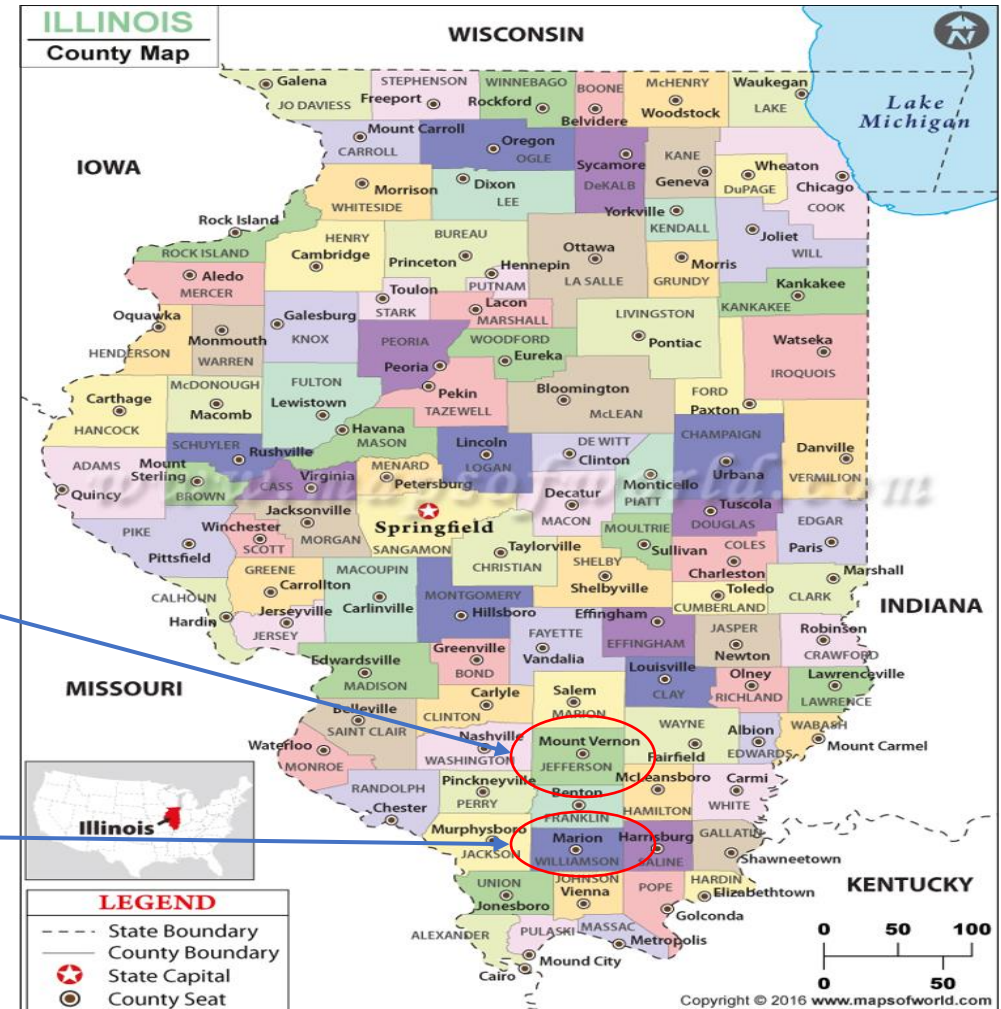 ILLINOIS
County Map
WISCONSIN
N
Lake
Michigan
IOWA
Galena
JO DAVIESS
STEPHENSON
Freeport
WINNEBAGO
Rockford
BOONE
Belvidere
McHENRY
Woodstock
Waukegan
LAKE
Mount Carroll
CARROLL
Oregon
OGLE
Sycamore
DeKALB
KANE
Geneva
Wheaton
DuPAGE
Chicago
COOK
Morrison
WHITESIDE
Dixon
LEE
Yorkville
KENDALL
Rock Island
ROCK ISLAND
HENRY
Cambridge
BUREAU
Princeton
Hennepin
PUTNAM
Ottawa
LA SALLE
Morris
GRUNDY
Joliet
WILL
Aledo
MERCER
Toulon
STARK
Lacon
MARSHALL
Kankakee
KANKAKEE
Oquawka
HENDERSON
Monmouth
WARREN
Galesburg
KNOX
PEORIA
Peoria
WOODFORD
Eureka
LIVINGSTON
Pontiac
Watseka
IROQUOIS
Carthage
HANCOCK
McDONOUGH
Macomb
FULTON
Lewistown
Pekin
TAZEWELL
Bloomington
McLEAN
FORD
Paxton
Havana
MASON
SCHUYLER
Rushville
Lincoln
LOGAN
DE WITT
Clinton
CHAMPAIGN
Urbana
Danville
VERMILION
ADAMS
Quincy
Mount
Sterling
BROWN
CASS
Virginia
MENARD
Petersburg
Monticello
PIATT
Decatur
MACON
www.mapsofworld.com
PIKE
Pittsfield
Winchester
SCOTT
Jacksonville
MORGAN
Springfield
SANGAMON
Taylorville
CHRISTIAN
MOULTRIE
Sullivan
Tuscola
DOUGLAS
EDGAR
Paris
COLES
Charleston
SHELBY
Shelbyville
GREENE
Carrollton
MACOUPIN
Carlinville
MONTGOMERY
Hillsboro
Toledo
CUMBERLAND
Marshall
CLARK
INDIANA
CALHOUN
Hardin
Jerseyville
JERSEY
Effingham
EFFINGHAM
FAYETTE
Vandalia
JASPER
Newton
Robinson
CRAWFORD
MISSOURI
Edwardsville
MADISON
Greenville
BOND
Louisville
CLAY
Olney
RICHLAND
Lawrenceville
LAWRENCE
Belleville
SAINT CLAIR
Carlyle
CLINTON
Salem
MARION
WAYNE
Fairfield
Albion
EDWARDS
WABASH
Mount Carmel
Waterloo
MONROE
Nashville
WASHINGTON
Mount Vernon
JEFFERSON
RANDOLPH
Chester
Pinckneyville
PERRY
Benton
FRANKLIN
McLeansboro
HAMILTON
Carmi
WHITE
Murphysboro
JACKSON
Marion
WILLIAMSON
Harrisburg
SALINE
GALLATIN
Shawneetown
UNION
Jonesboro
JOHNSON
Vienna
POPE
Golconda
HARDIN
Elizabethtown
KENTUCKY
ALEXANDER
Cairo
PULASKI
Mound City
MASSAC
Metropolis
Illinois
LEGEND
State Boundary
County Boundary
State Capital
County Seat
0 50 100
0 50
Copyright © 2016 www.mapsofworld.com